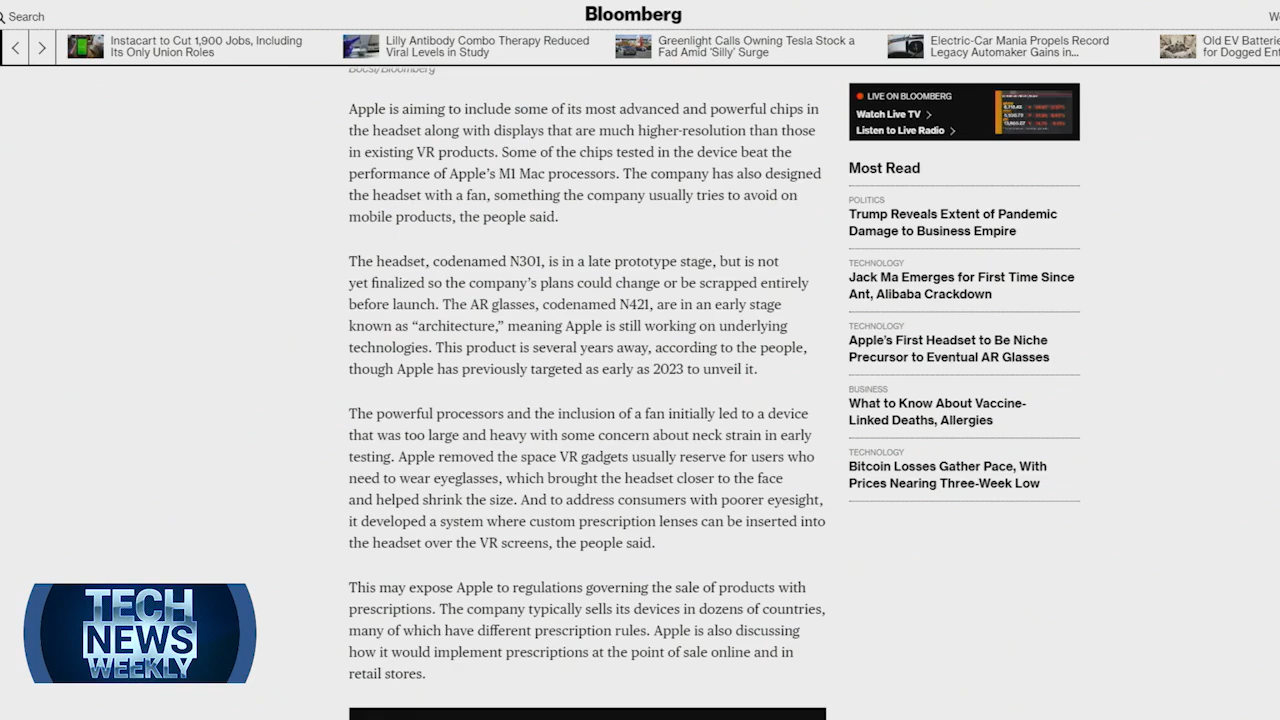 Search
Bloomberg
Instacart to Cut 1,900 Jobs, Including
Its Only Union Roles
Lilly Antibody Combo Therapy Reduced
Viral Levels in Study
Greenlight Calls Owning Tesla Stock a
Fad Amid 'Silly' Surge
Electric-Car Mania Propels Record
Legacy Automaker Gains in...
Old EV Batterie
for Dogged Ent
Bocsi/Bloomberg
Apple is aiming to include some of its most advanced and powerful chips in
the headset along with displays that are much higher-resolution than those
in existing VR products. Some of the chips tested in the device beat the
performance of Apple’s M1 Mac processors. The company has also designed
the headset with a fan, something the company usually tries to avoid on
mobile products, the people said.
The headset, codenamed N301, is in a late prototype stage, but is not
yet finalized so the company’s plans could change or be scrapped entirely
before launch. The AR glasses, codenamed N421, are in an early stage
known as “architecture,” meaning Apple is still working on underlying
technologies. This product is several years away, according to the people,
though Apple has previously targeted as early as 2023 to unveil it.
The powerful processors and the inclusion of a fan initially led to a device
that was too large and heavy with some concern about neck strain in early
testing. Apple removed the space VR gadgets usually reserve for users who
need to wear eyeglasses, which brought the headset closer to the face
and helped shrink the size. And to address consumers with poorer eyesight,
it developed a system where custom prescription lenses can be inserted into
the headset over the VR screens, the people said.
This may expose Apple to regulations governing the sale of products with
prescriptions. The company typically sells its devices in dozens of countries,
many of which have different prescription rules. Apple is also discussing
how it would implement prescriptions at the point of sale online and in
retail stores.
LIVE ON BLOOMBERG
Watch Live TV
Listen to Live Radio
Most Read
POLITICS
Trump Reveals Extent of Pandemic
Damage to Business Empire
TECHNOLOGY
Jack Ma Emerges for First Time Since
Ant, Alibaba Crackdown
TECHNOLOGY
Apple’s First Headset to Be Niche
Precursor to Eventual AR Glasses
BUSINESS
What to Know About Vaccine-
Linked Deaths, Allergies
TECHNOLOGY
Bitcoin Losses Gather Pace, With
Prices Nearing Three-Week Low
TECH
NEWS
WEEKLY